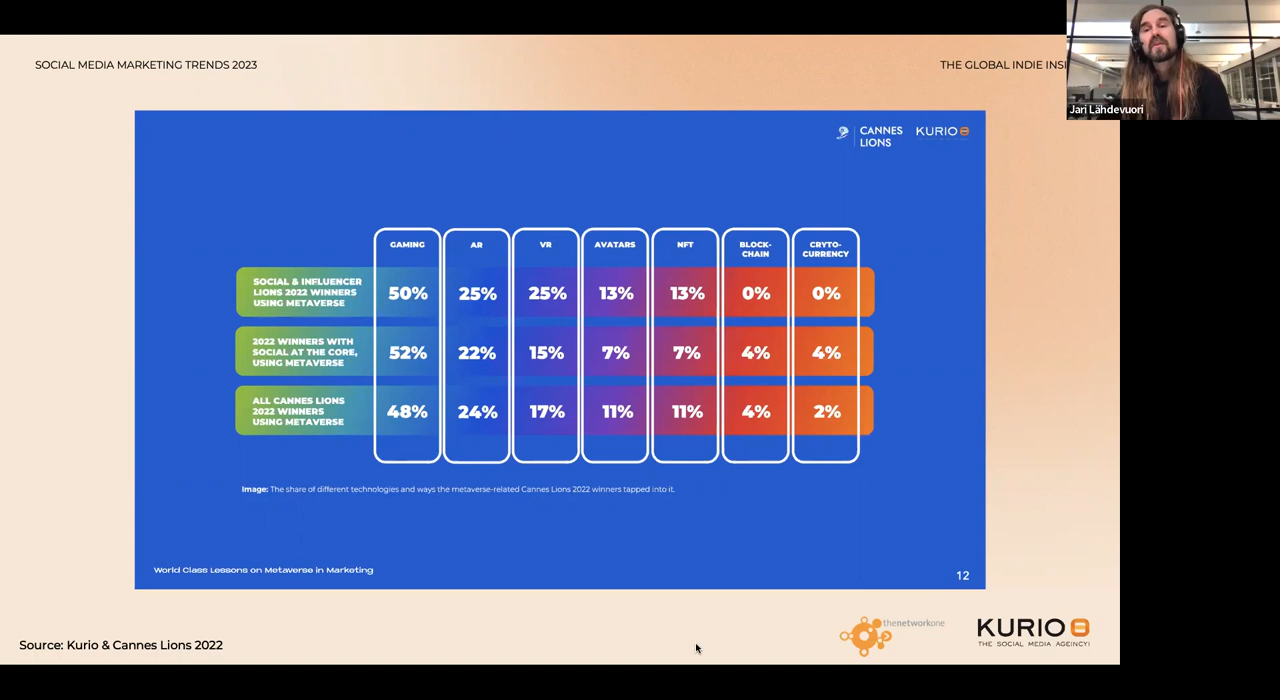 SOCIAL MEDIA MARKETING TRENDS 2023
THE GLOBAL INDIE INSI
Jari Lähdevuori
CANNES
LIONS
KURIO
GAMING
AR
VR
AVATARS
NFT
BLOCK-
CHAIN
CRYTO-
CURRENCY
SOCIAL & INFLUENCER
LIONS 2022 WINNERS
USING METAVERSE
50% 25% 25% 13% 13% 0% 0%
2022 WINNERS WITH
SOCIAL AT THE CORE,
USING METAVERSE
52% 22% 15% 7% 7% 4% 4%
ALL CANNES LIONS
2022 WINNERS
USING METAVERSE
48% 24% 17% 11% 11% 4% 2%
Image: The share of different technologies and ways the metaverse-related Cannes Lions 2022 winners tapped into it.
World Class Lessons on Metaverse in Marketing
12
Source: Kurio & Cannes Lions 2022
thenetworkone
KURIO
THE SOCIAL MEDIA AGE(NCY)